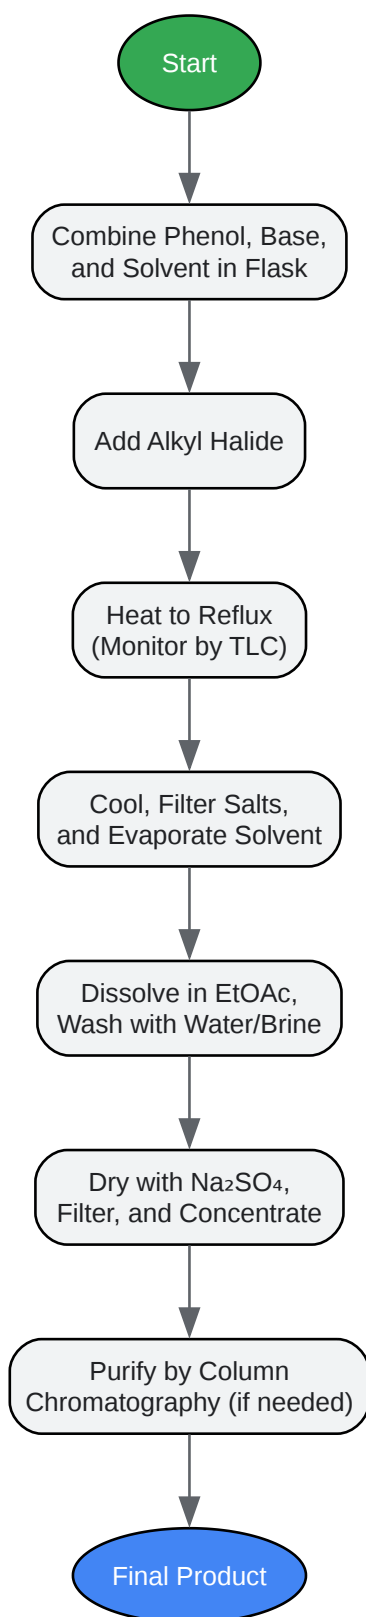 Start
Combine Phenol, Base,
and Solvent in Flask
Add Alkyl Halide
Heat to Reflux
(Monitor by TLC)
Cool, Filter Salts,
and Evaporate Solvent
Dissolve in EtOAc,
Wash with Water/Brine
Dry with Na₂SO₄,
Filter, and Concentrate
Purify by Column
Chromatography (if needed)
Final Product